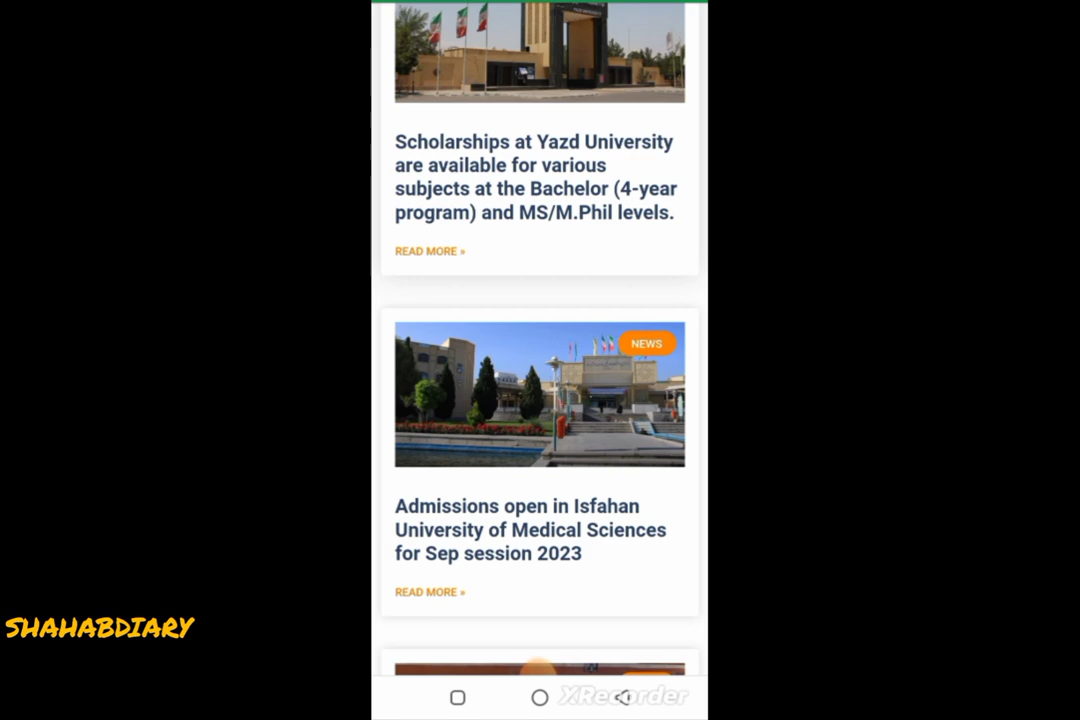 YAZD UNIVERSITY
Scholarships at Yazd University
are available for various
subjects at the Bachelor (4-year
program) and MS/M.Phil levels.
READ MORE »
NEWS
Admissions open in Isfahan
University of Medical Sciences
for Sep session 2023
READ MORE »
SHAHABDIARY
XRecorder